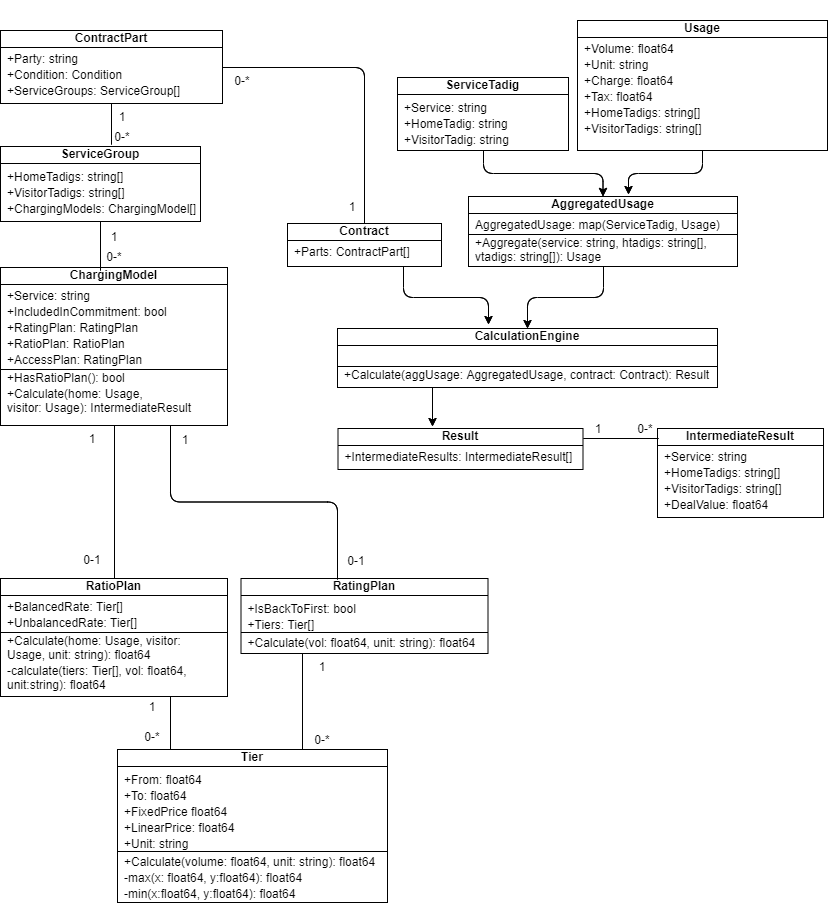 ContractPart
+Party: string
+Condition: Condition
+ServiceGroups: ServiceGroup[]
0-*
1
0-*
ServiceGroup
+HomeTadigs: string[]
+VisitorTadigs: string[]
+ChargingModels: ChargingModel[]
1
0-*
ChargingModel
+Service: string
+IncludedInCommitment: bool
+RatingPlan: RatingPlan
+RatioPlan: RatioPlan
+AccessPlan: RatingPlan
+HasRatioPlan(): bool
+Calculate(home: Usage,
visitor: Usage): IntermediateResult
1
1
ServiceTadig
+Service: string
+HomeTadig: string
+VisitorTadig: string
Usage
+Volume: float64
+Unit: string
+Charge: float64
+Tax: float64
+HomeTadigs: string[]
+VisitorTadigs: string[]
1
Contract
+Parts: ContractPart[]
AggregatedUsage
AggregatedUsage: map(ServiceTadig, Usage)
+Aggregate(service: string, htadigs: string[],
vtadigs: string[]): Usage
CalculationEngine
+Calculate(aggUsage: AggregatedUsage, contract: Contract): Result
Result
+IntermediateResults: IntermediateResult[]
1
0-*
IntermediateResult
+Service: string
+HomeTadigs: string[]
+VisitorTadigs: string[]
+DealValue: float64
0-1
0-1
RatioPlan
+BalancedRate: Tier[]
+UnbalancedRate: Tier[]
+Calculate(home: Usage, visitor:
Usage, unit: string): float64
-calculate(tiers: Tier[], vol: float64,
unit:string): float64
RatingPlan
+IsBackToFirst: bool
+Tiers: Tier[]
+Calculate(vol: float64, unit: string): float64
1
0-*
1
0-*
Tier
+From: float64
+To: float64
+FixedPrice float64
+LinearPrice: float64
+Unit: string
+Calculate(volume: float64, unit: string): float64
-max(x: float64, y:float64): float64
-min(x:float64, y:float64): float64